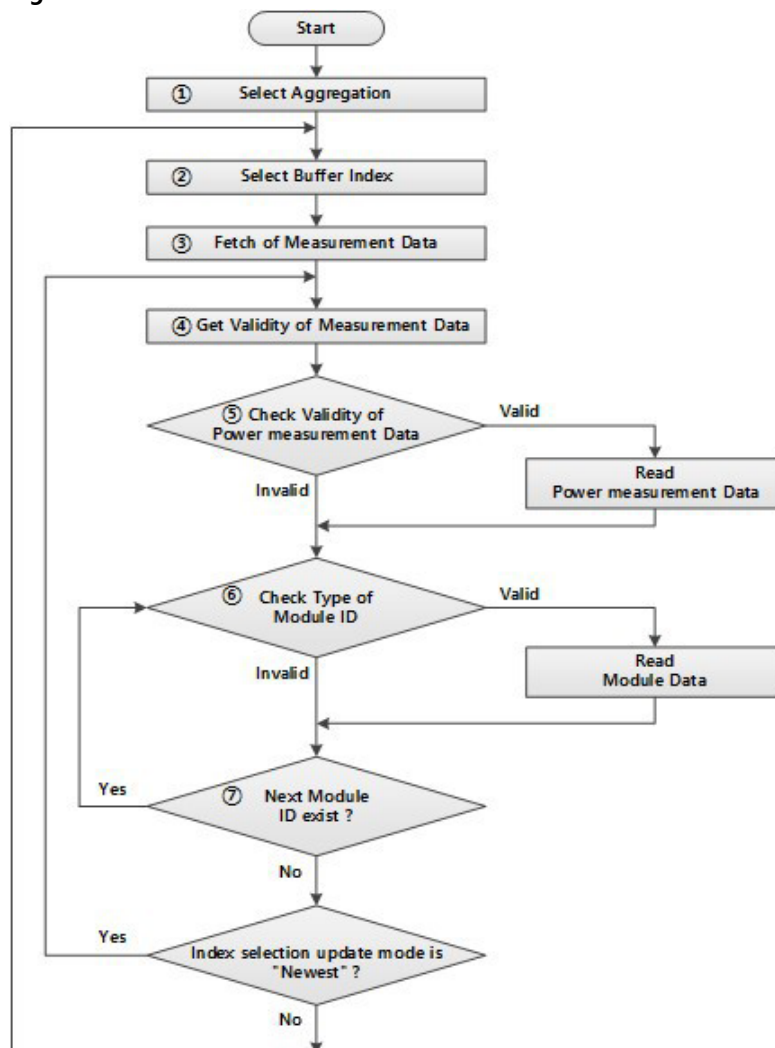 Start
① Select Aggregation
② Select Buffer Index
③ Fetch of Measurement Data
④ Get Validity of Measurement Data
⑤ Check Validity of
Power measurement Data
Valid
Read
Power measurement Data
Invalid
⑥ Check Type of
Module ID
Valid
Read
Module Data
Invalid
⑦ Next Module
ID exist ?
Yes
No
Index selection update mode is
"Newest" ?
Yes
No